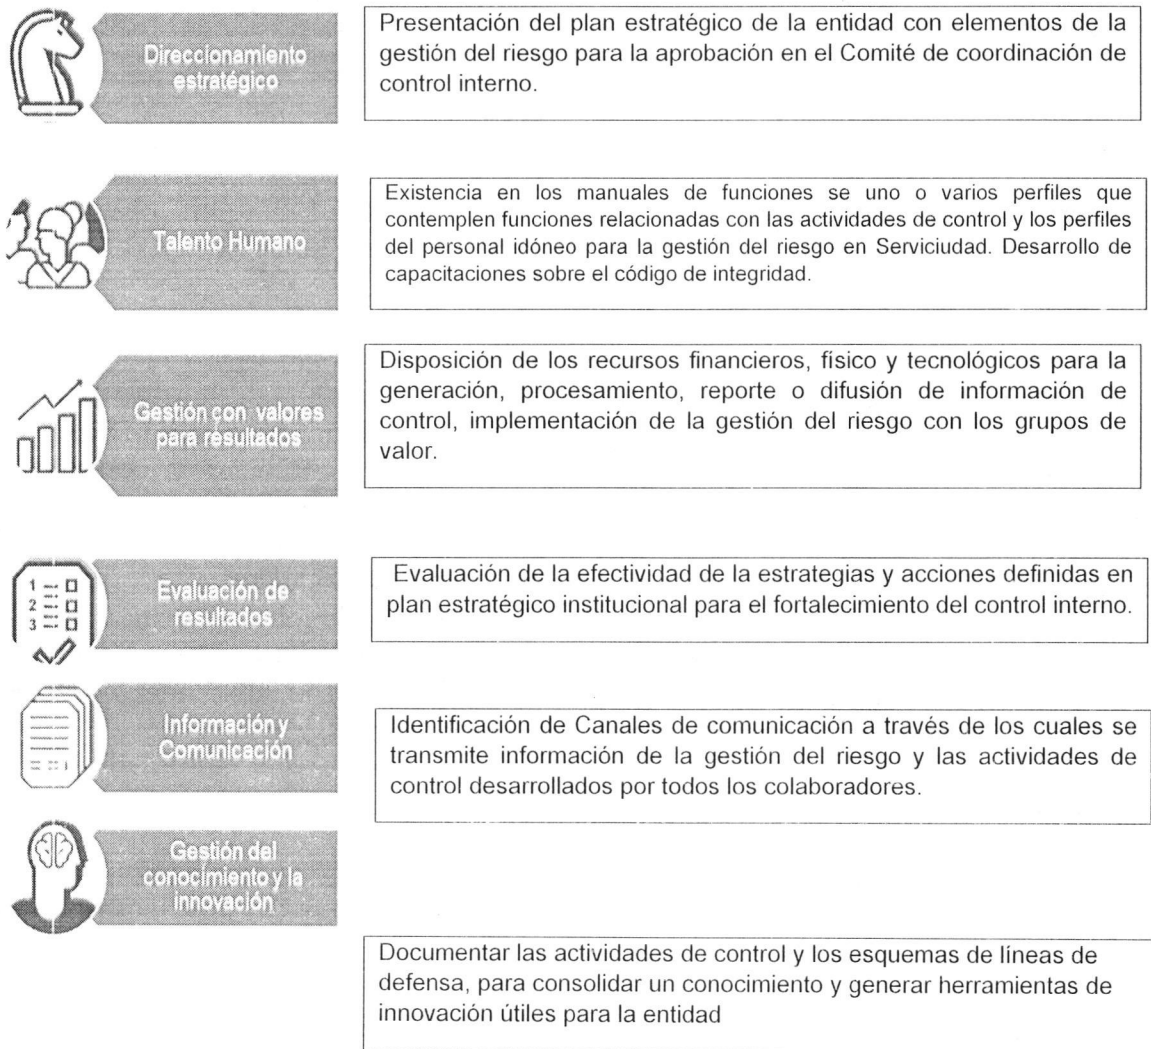 Direccionamiento
estratégico
Presentación del plan estratégico de la entidad con elementos de la
gestión del riesgo para la aprobación en el Comité de coordinación de
control interno.
Talento Humano
Existencia en los manuales de funciones se uno o varios perfiles que
contemplen funciones relacionadas con las actividades de control y los perfiles
del personal idóneo para la gestión del riesgo en Serviciudad. Desarrollo de
capacitaciones sobre el código de integridad.
Gestión con valores
para resultados
Disposición de los recursos financieros, físico y tecnológicos para la
generación, procesamiento, reporte o difusión de información de
control, implementación de la gestión del riesgo con los grupos de
valor.
1
2
3
Evaluación de
resultados
Evaluación de la efectividad de la estrategias y acciones definidas en
plan estratégico institucional para el fortalecimiento del control interno.
Información y
Comunicación
Identificación de Canales de comunicación a través de los cuales se
transmite información de la gestión del riesgo y las actividades de
control desarrollados por todos los colaboradores.
Gestión del
conocimiento y la
innovación
Documentar las actividades de control y los esquemas de líneas de
defensa, para consolidar un conocimiento y generar herramientas de
innovación útiles para la entidad